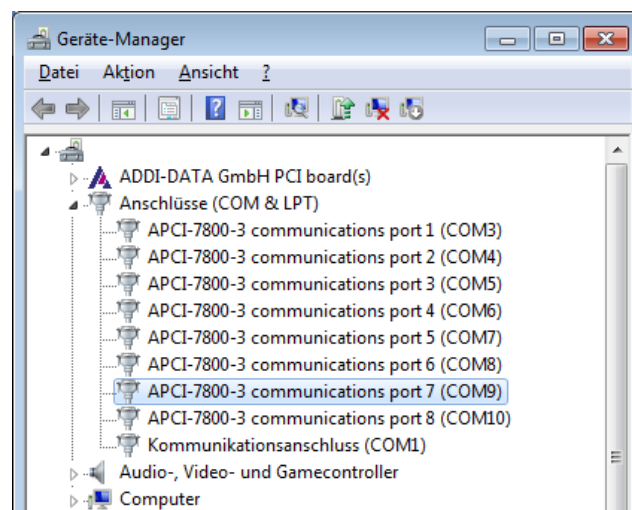 Geräte-Manager
Datei Aktion Ansicht ?
ADDI-DATA GmbH PCI board(s)
Anschlüsse (COM & LPT)
APCI-7800-3 communications port 1 (COM3)
APCI-7800-3 communications port 2 (COM4)
APCI-7800-3 communications port 3 (COM5)
APCI-7800-3 communications port 4 (COM6)
APCI-7800-3 communications port 5 (COM7)
APCI-7800-3 communications port 6 (COM8)
APCI-7800-3 communications port 7 (COM9)
APCI-7800-3 communications port 8 (COM10)
Kommunikationsanschluss (COM1)
Audio-, Video- und Gamecontroller
Computer